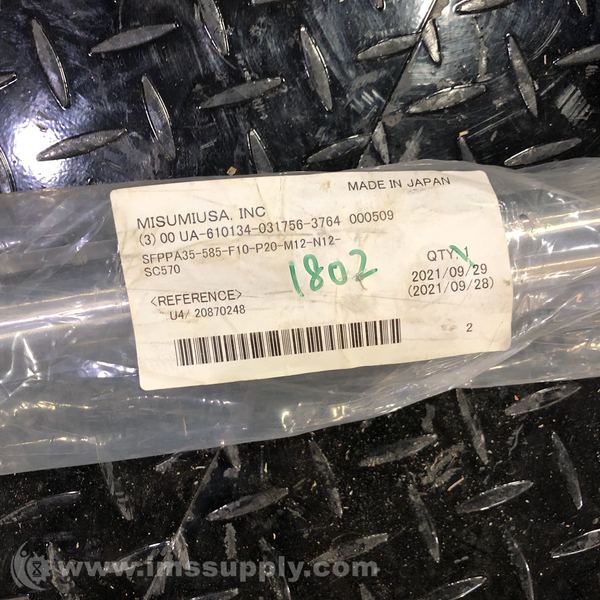 MADE IN JAPAN
MISUMIUSA, INC
(3) 00 UA-610134-031756-3764 000509
SFPPA35-585-F10-P20-M12-N12-
SC570
QTY:1
1802
2021/09/29
(2021/09/28)
<REFERENCE>
U4/ 20870248
2
www.imssupply.com